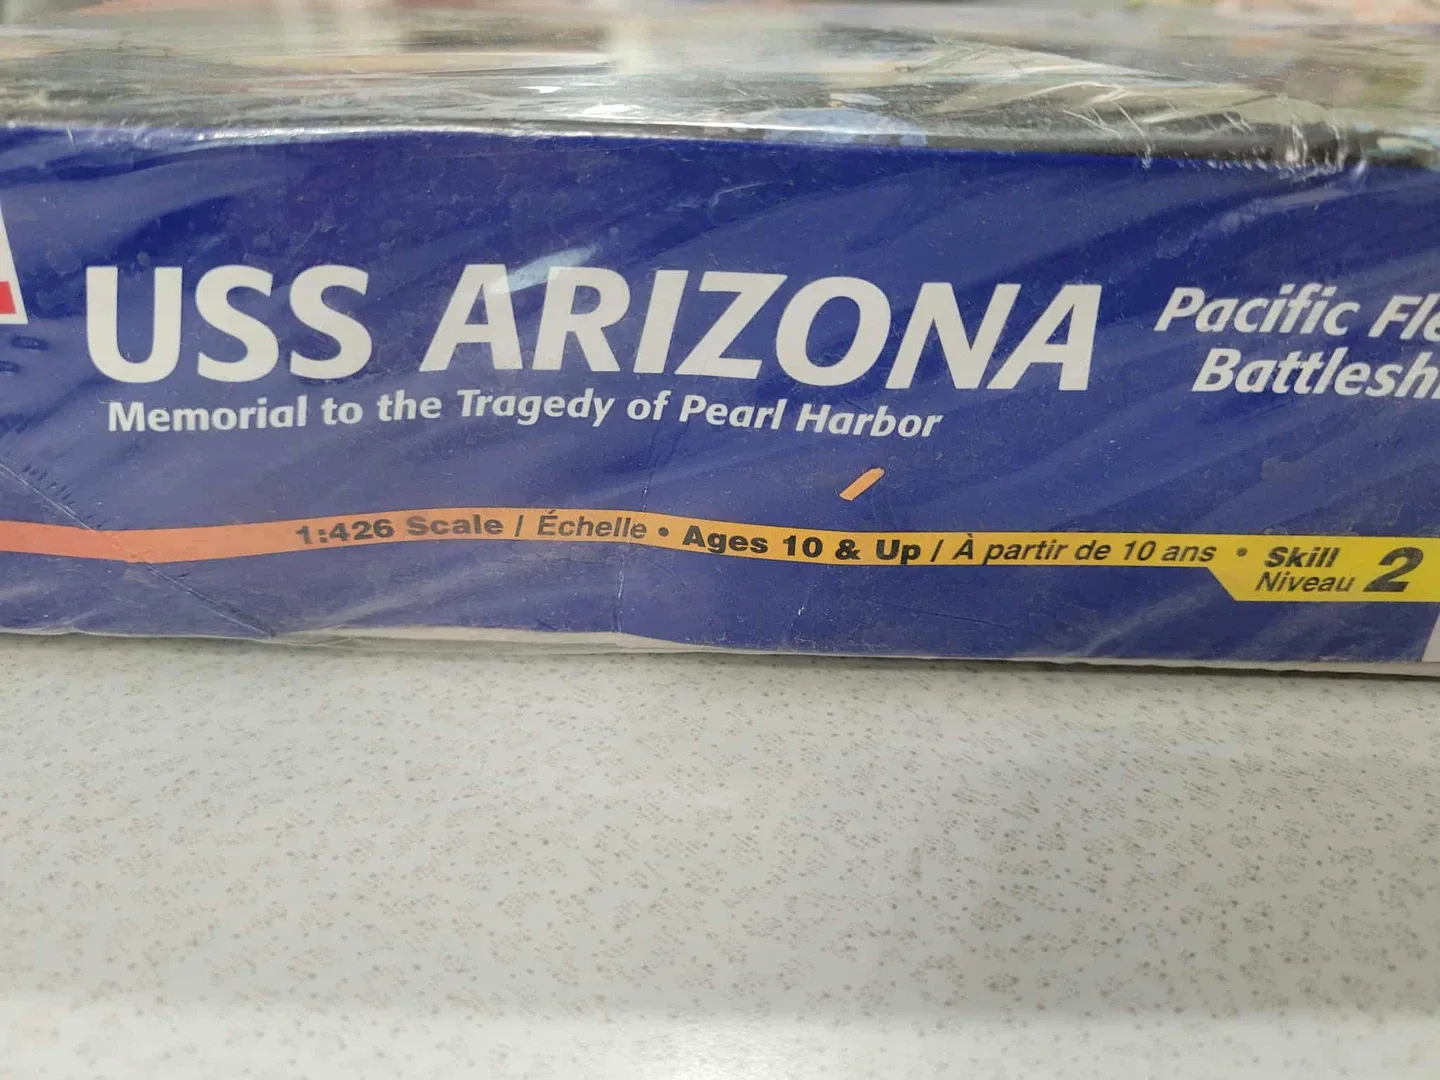 USS ARIZONA
Memorial to the Tragedy of Pearl Harbor
Pacific
1:426 Scale / Échelle • Ages 10 & Up / À partir de 10 ans • Skill 2
Niveau